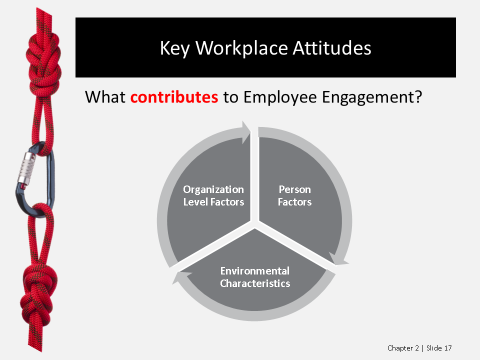 Key Workplace Attitudes
What contributes to Employee Engagement?
Organization
Level Factors
Person
Factors
Environmental
Characteristics
Chapter 2 | Slide 17